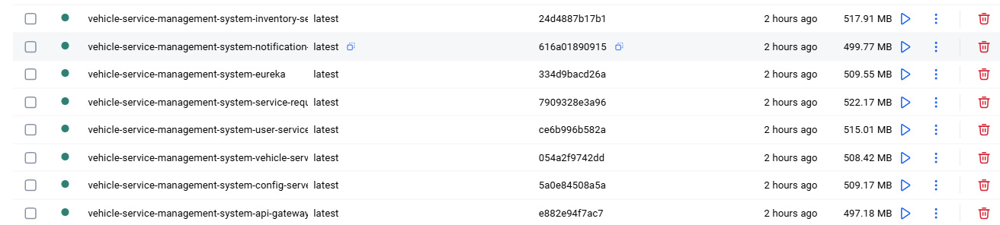 vehicle-service-management-system-inventory-se latest 24d4887b17b1 2 hours ago 517.91 MB
vehicle-service-management-system-notification- latest 616a01890915 2 hours ago 499.77 MB
vehicle-service-management-system-eureka latest 334d9bacd26a 2 hours ago 509.55 MB
vehicle-service-management-system-service-requ latest 7909328e3a96 2 hours ago 522.17 MB
vehicle-service-management-system-user-service latest ce6b996b582a 2 hours ago 515.01 MB
vehicle-service-management-system-vehicle-serv latest 054a2f9742dd 2 hours ago 508.42 MB
vehicle-service-management-system-config-serve latest 5a0e84508a5a 2 hours ago 509.17 MB
vehicle-service-management-system-api-gateway latest e882e94f7ac7 2 hours ago 497.18 MB